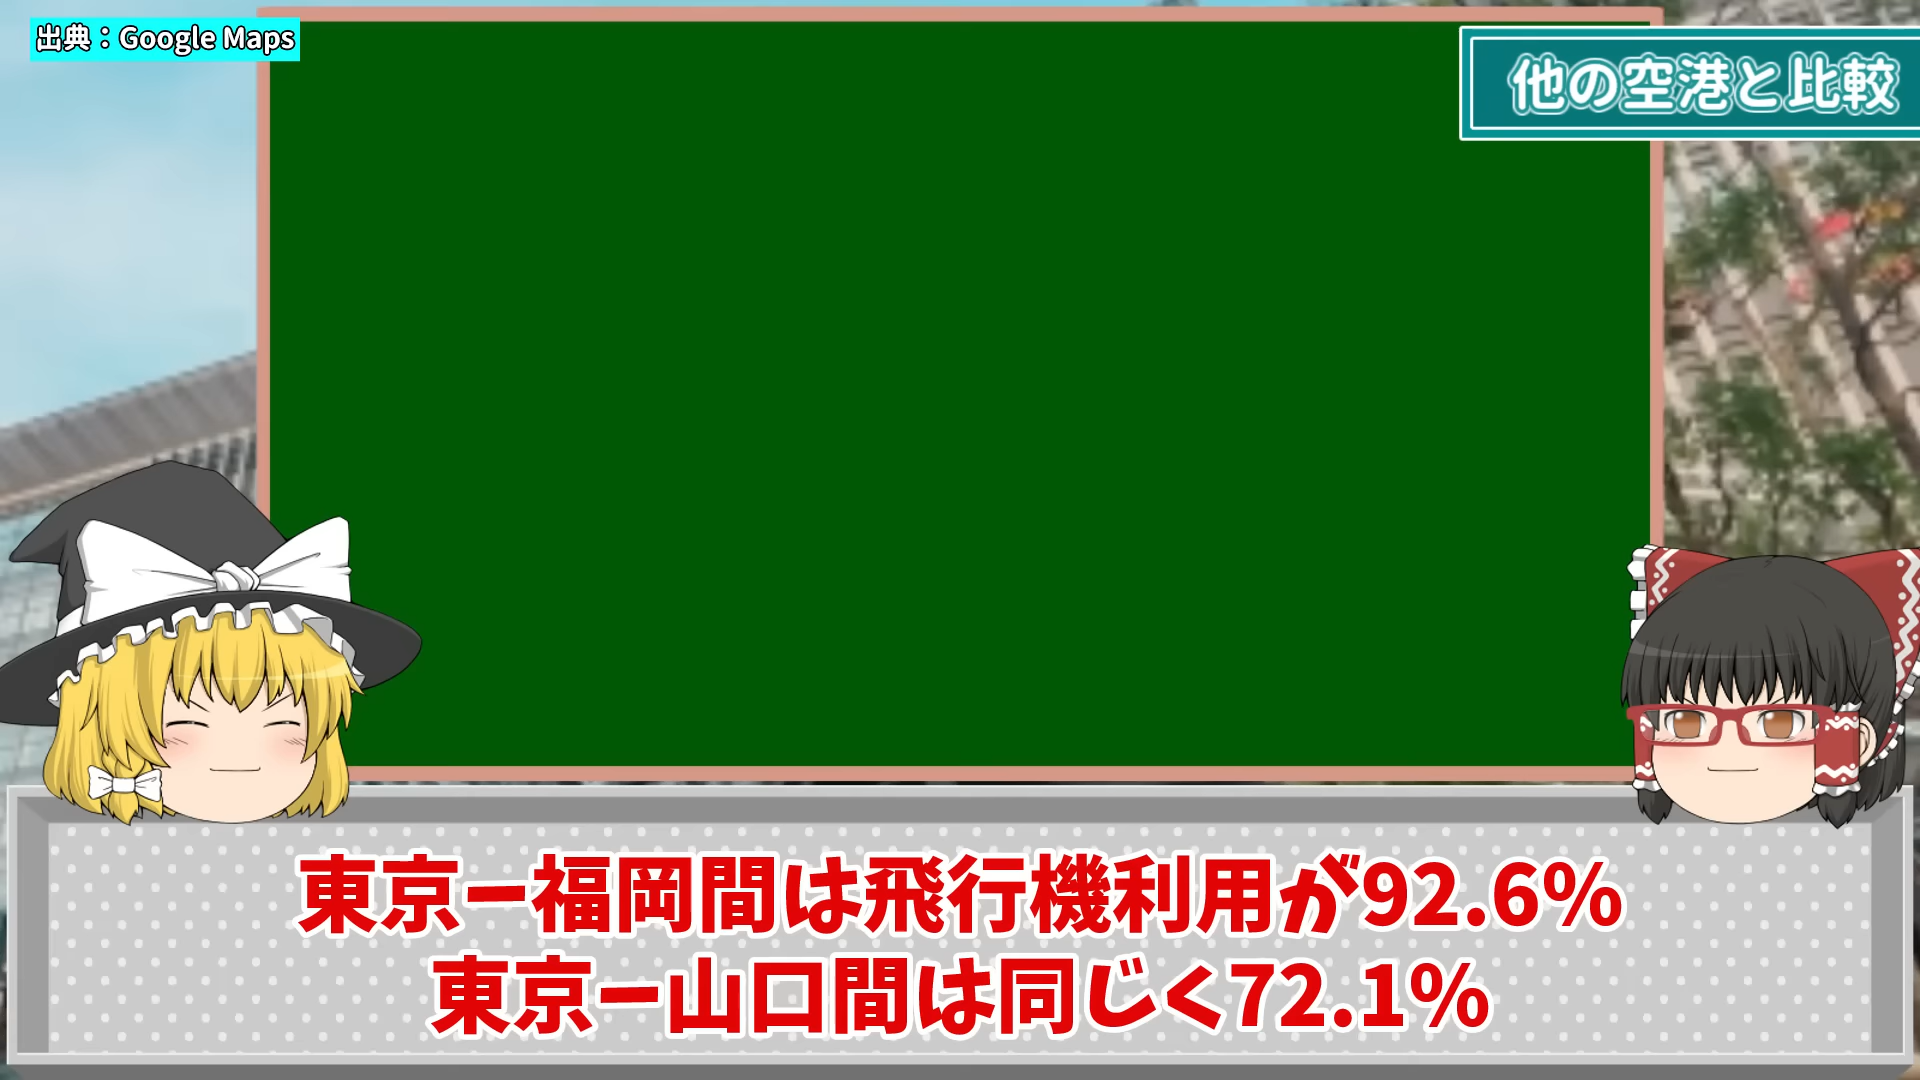 出典：Google Maps
他の空港と比較
東京ー福岡間は飛行機利用が92.6%
東京ー山口間は同じく72.1%